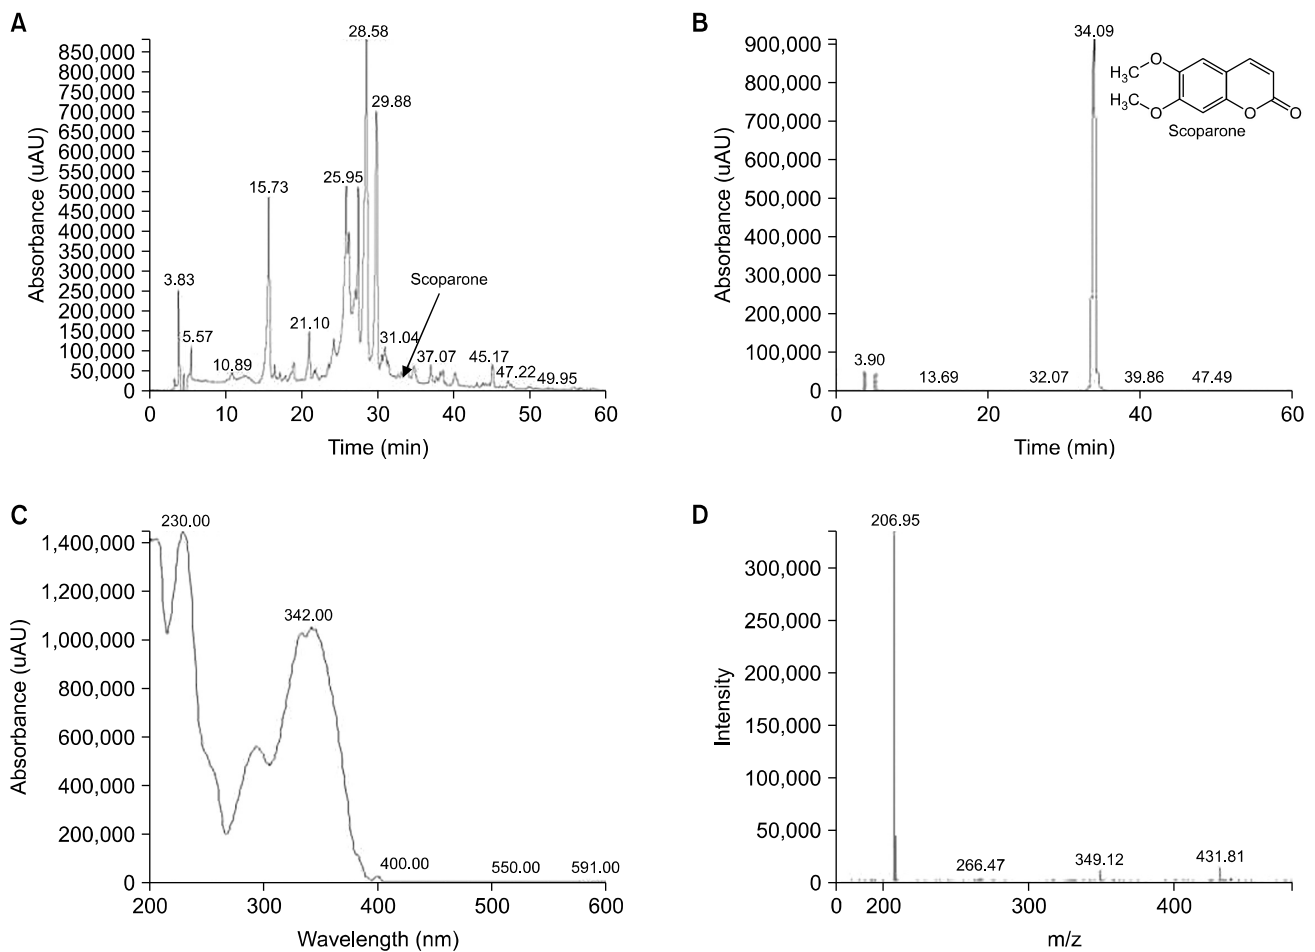 A
28.58
850,000
800,000
750,000
700,000
650,000
600,000
550,000
500,000
450,000
400,000
350,000
300,000
250,000
200,000
150,000
100,000
50,000
0
Absorbance (uAU)
29.88
25.95
15.73
3.83
Scoparone
21.10
5.57
31.04
10.89
37.07
45.17
47.22
49.95
0 10 20 30 40 50 60
Time (min)
B
34.09
900,000
800,000
700,000
600,000
500,000
400,000
300,000
200,000
100,000
0
Absorbance (uAU)
H3C
O
H3C
O
O
O
Scoparone
3.90
13.69
32.07
39.86
47.49
0 20 40 60
Time (min)
C
230.00
1,400,000
1,200,000
1,000,000
800,000
600,000
400,000
200,000
0
Absorbance (uAU)
342.00
400.00
550.00
591.00
200 300 400 500 600
Wavelength (nm)
D
206.95
300,000
250,000
200,000
150,000
100,000
50,000
0
Intensity
266.47
349.12
431.81
0 200 300 400
m/z